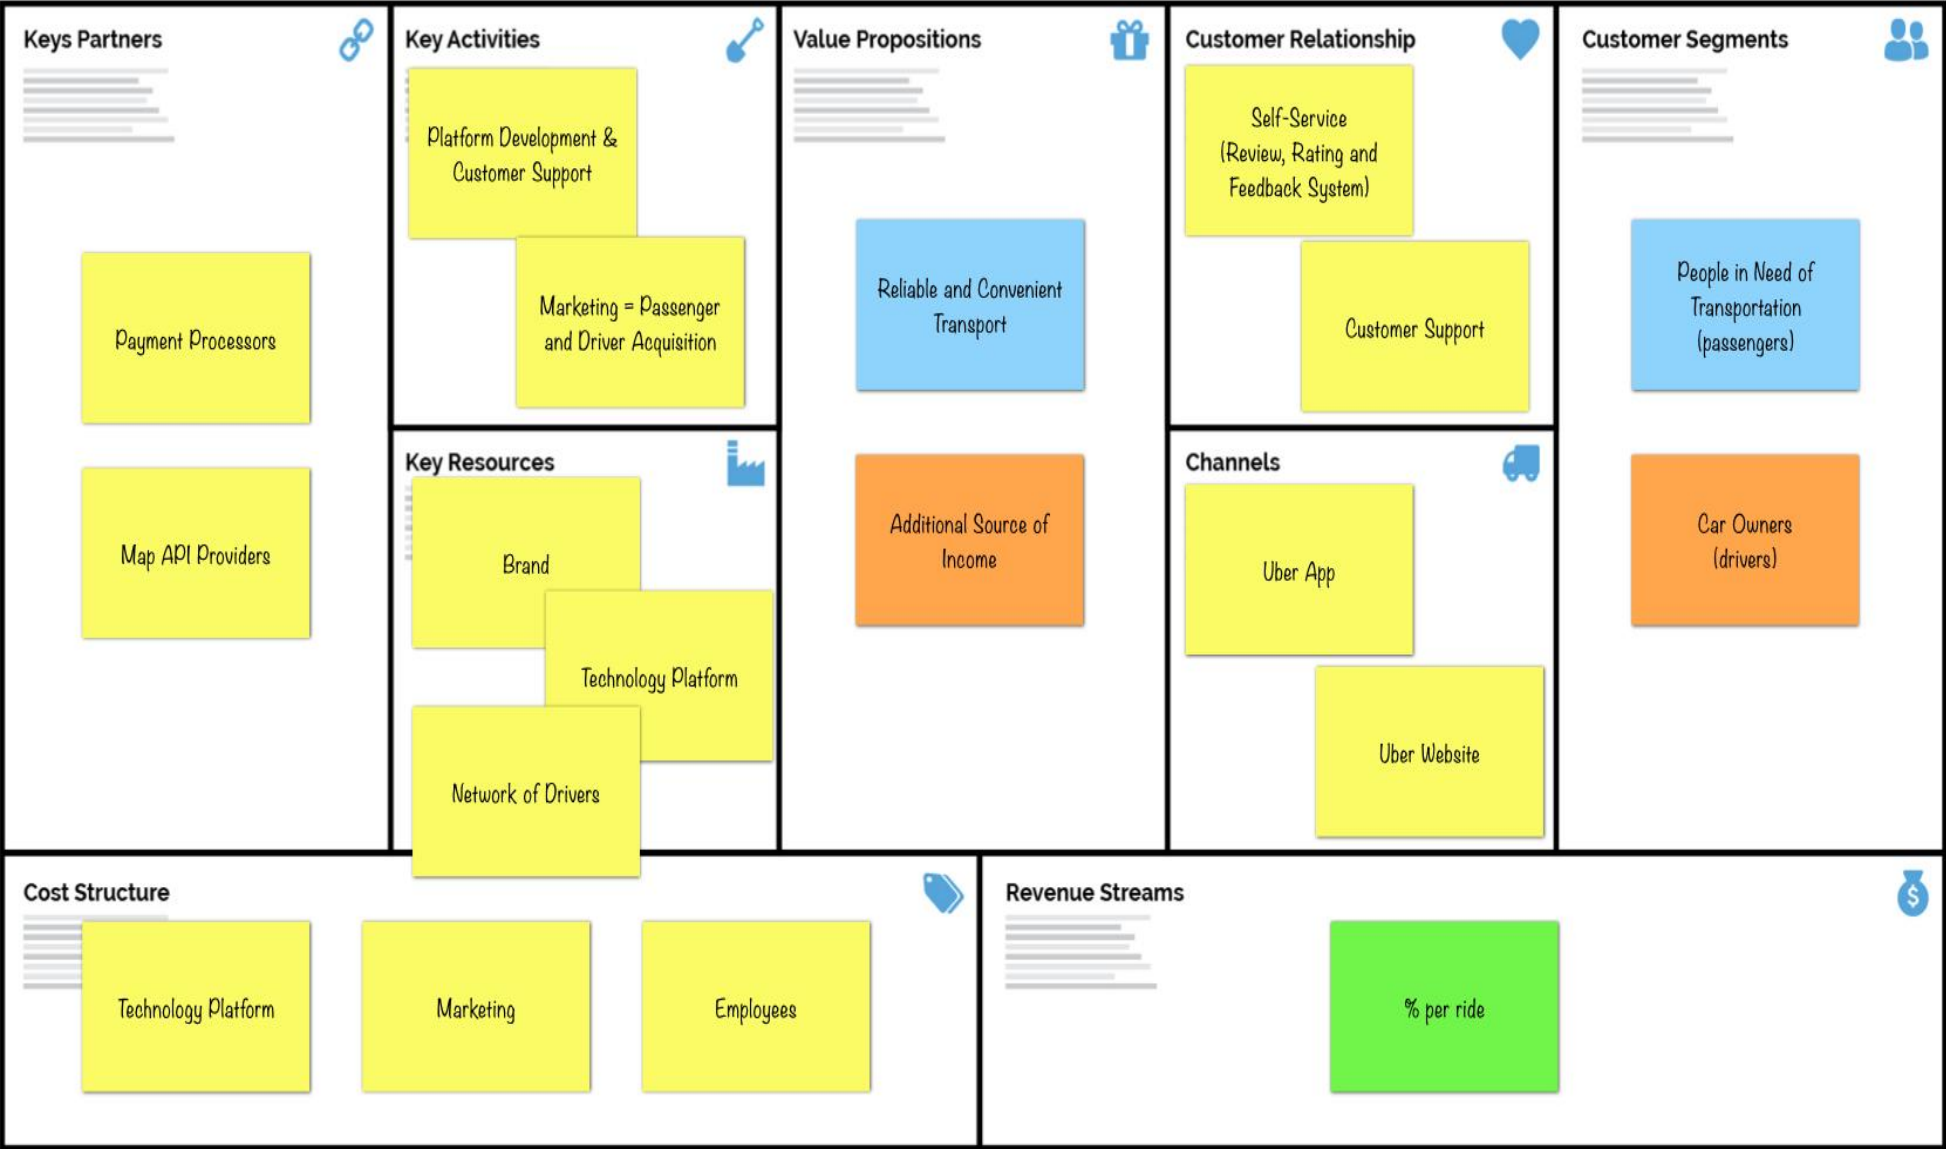 Keys Partners
Payment Processors
Map API Providers
Key Activities
Platform Development &
Customer Support
Marketing = Passenger
and Driver Acquisition
Key Resources
Brand
Technology Platform
Network of Drivers
Value Propositions
Reliable and Convenient
Transport
Additional Source of
Income
Customer Relationship
Self-Service
(Review, Rating and
Feedback System)
Customer Support
Channels
Uber App
Uber Website
Customer Segments
People in Need of
Transportation
(passengers)
Car Owners
(drivers)
Cost Structure
Technology Platform
Marketing
Employees
Revenue Streams
$
% per ride